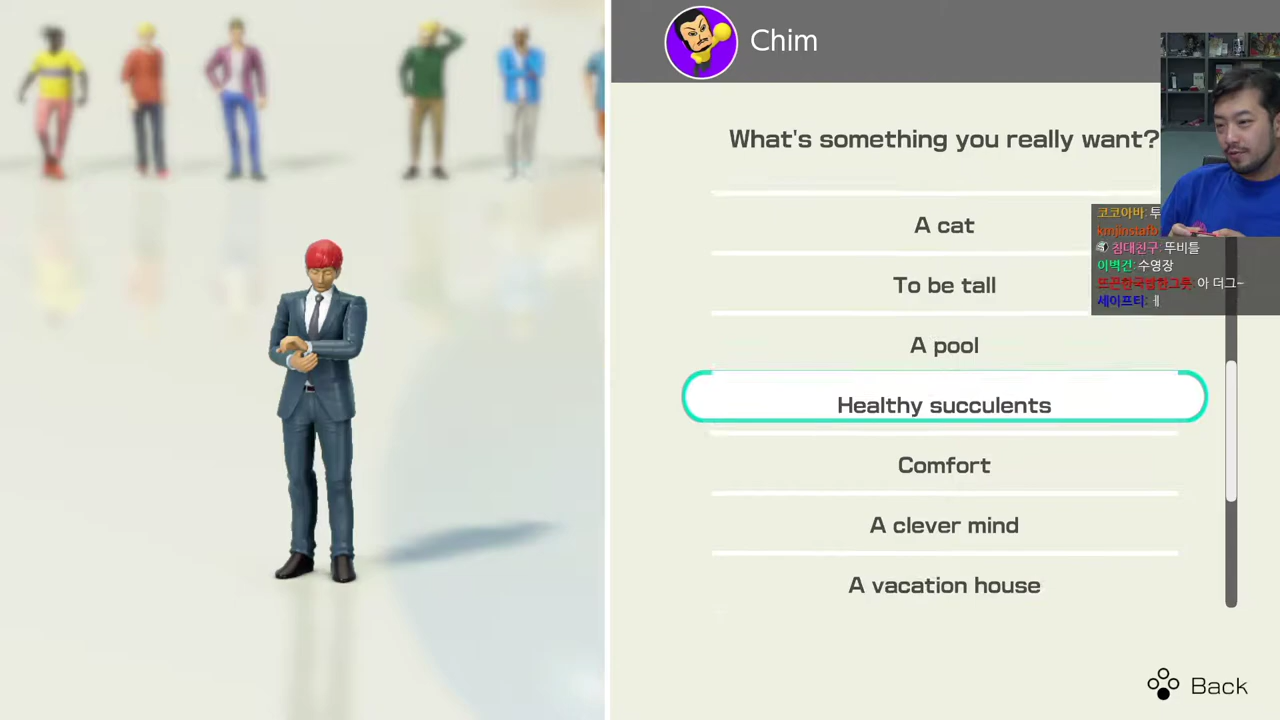 Chim
What's something you really want?
A cat
To be tall
A pool
Healthy succulents
Comfort
A clever mind
A vacation house
Back
코코아바: 투
kmjinstafb
침대친구: 뚜비틀
이벽건: 수영장
아 더그~
세이프티: ㅔ